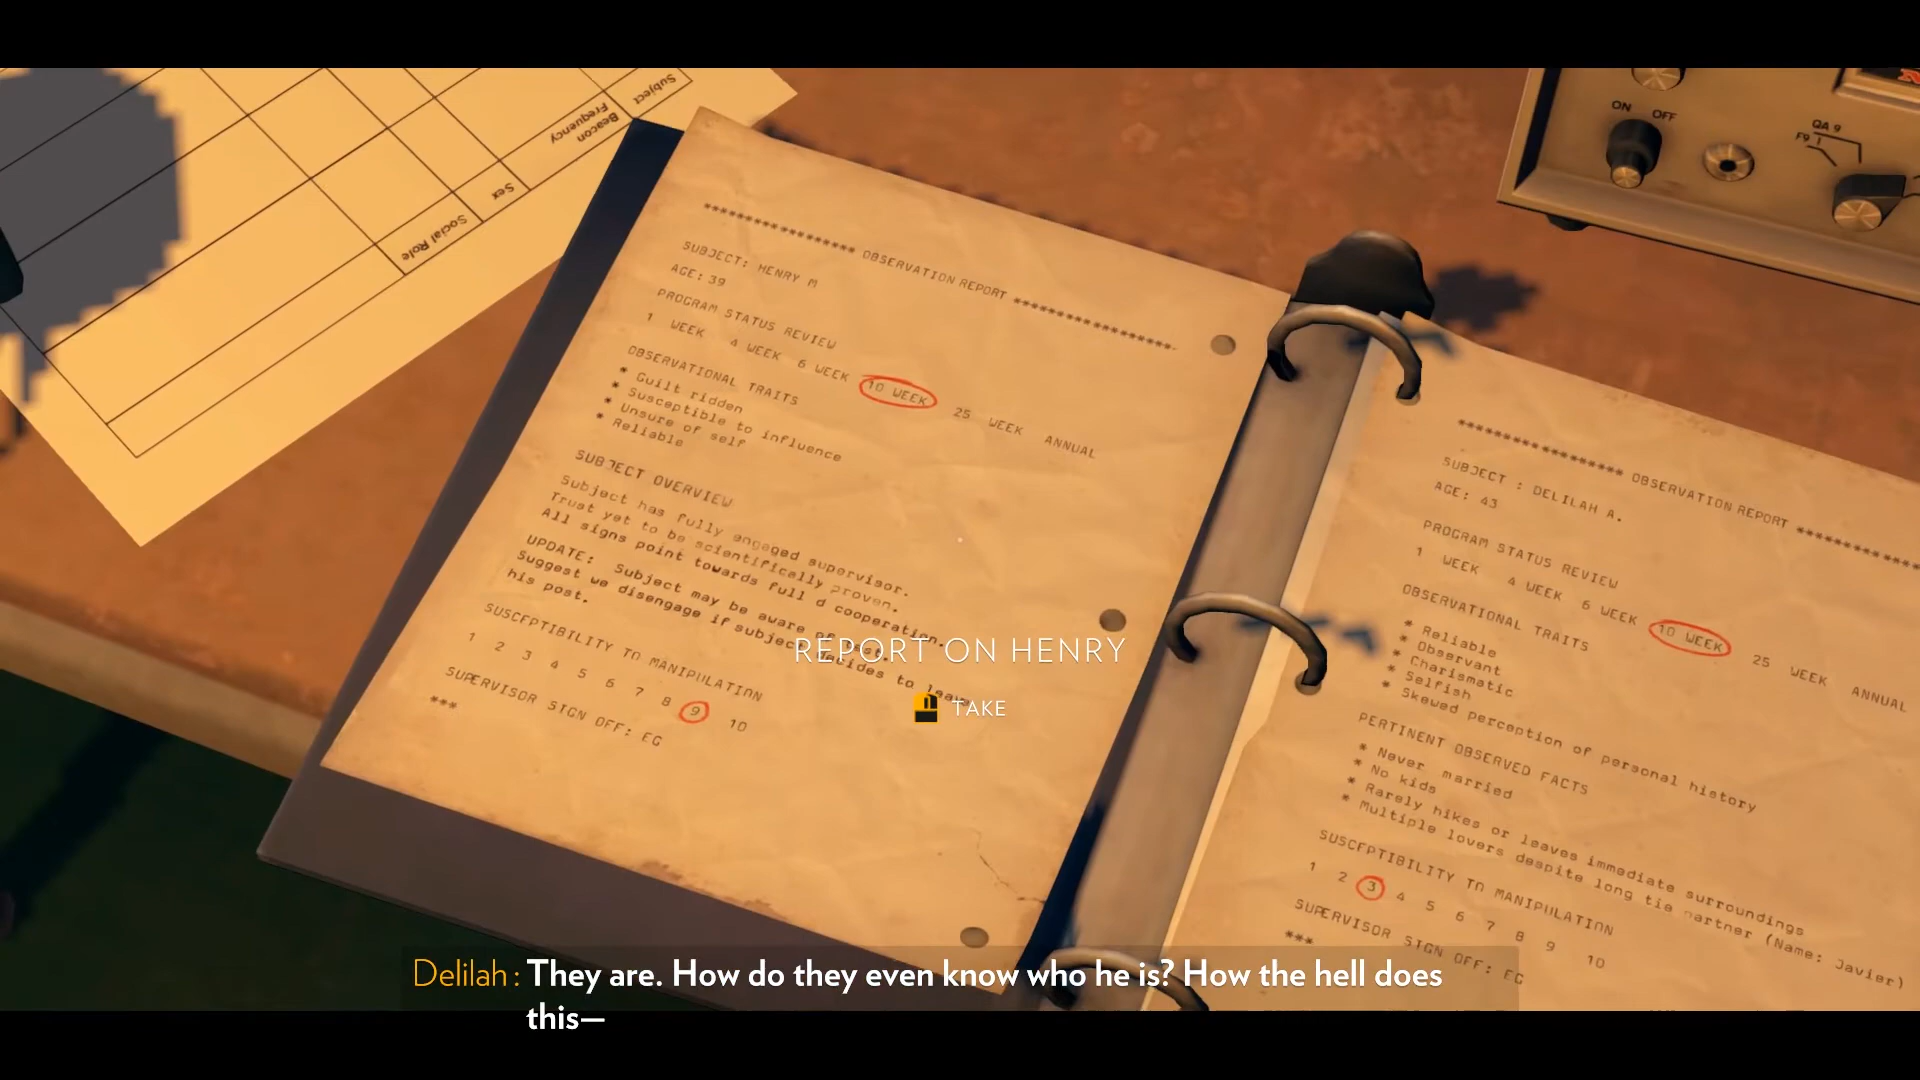 Subject
Beacon
Frequency
Sex
Social Role
ON OFF
QA 9
F9
*************** OBSERVATION REPORT ****************
SUBJECT: HENRY M
AGE: 39
PROGRAM STATUS REVIEW
1 WEEK 4 WEEK 6 WEEK 10 WEEK 25 WEEK ANNUAL
OBSERVATIONAL TRAITS
* Guilt ridden
* Susceptible to influence
* Unsure of self
* Reliable
SUBJECT OVERVIEW
Subject has fully engaged supervisor.
Trust yet to be scientifically proven.
All signs point towards full d cooperation.
UPDATE: Subject may be aware of
Suggest we disengage if subject decides to leave
his post.
SUSCEPTIBILITY TO MANIPULATION
1 2 3 4 5 6 7 8 9 10
SUPERVISOR SIGN OFF: EG
***
*************** OBSERVATION REPORT ************
SUBJECT : DELILAH A.
AGE: 43
PROGRAM STATUS REVIEW
1 WEEK 4 WEEK 6 WEEK 10 WEEK 25 WEEK ANNUAL
OBSERVATIONAL TRAITS
* Reliable
* Observant
* Charismatic
* Selfish
* Skewed perception of personal history
PERTINENT OBSERVED FACTS
* Never married
* No kids
* Rarely hikes or leaves immediate surroundings
* Multiple lovers despite long tie partner (Name: Javier)
SUSCEPTIBILITY TO MANIPULATION
1 2 3 4 5 6 7 8 9 10
SUPERVISOR SIGN OFF: EG
***
REPORT ON HENRY
TAKE
Delilah : They are. How do they even know who he is? How the hell does
this—